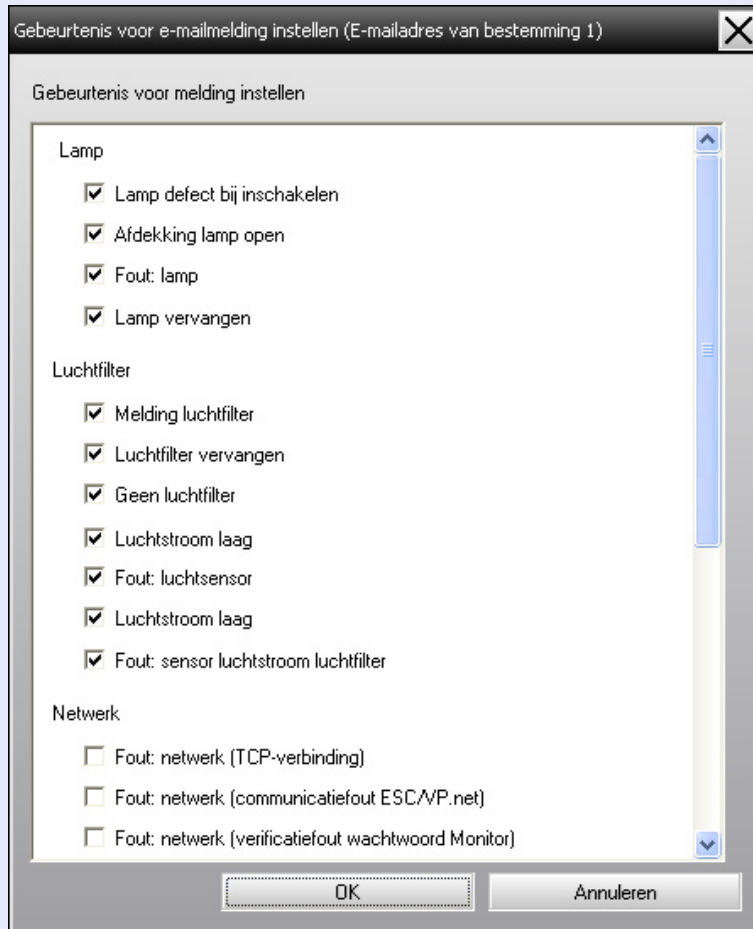 Gebeurtenis voor e-mailmelding instellen (E-mailadres van bestemming 1)
Gebeurtenis voor melding instellen
Lamp
Lamp defect bij inschakelen
Afdekking lamp open
Fout: lamp
Lamp vervangen
Luchtfilter
Melding luchtfilter
Luchtfilter vervangen
Geen luchtfilter
Luchtstroom laag
Fout: luchtsensor
Luchtstroom laag
Fout: sensor luchtstroom luchtfilter
Netwerk
Fout: netwerk (TCP-verbinding)
Fout: netwerk (communicatiefout ESC/VP.net)
Fout: netwerk (verificatiefout wachtwoord Monitor)
OK
Annuleren